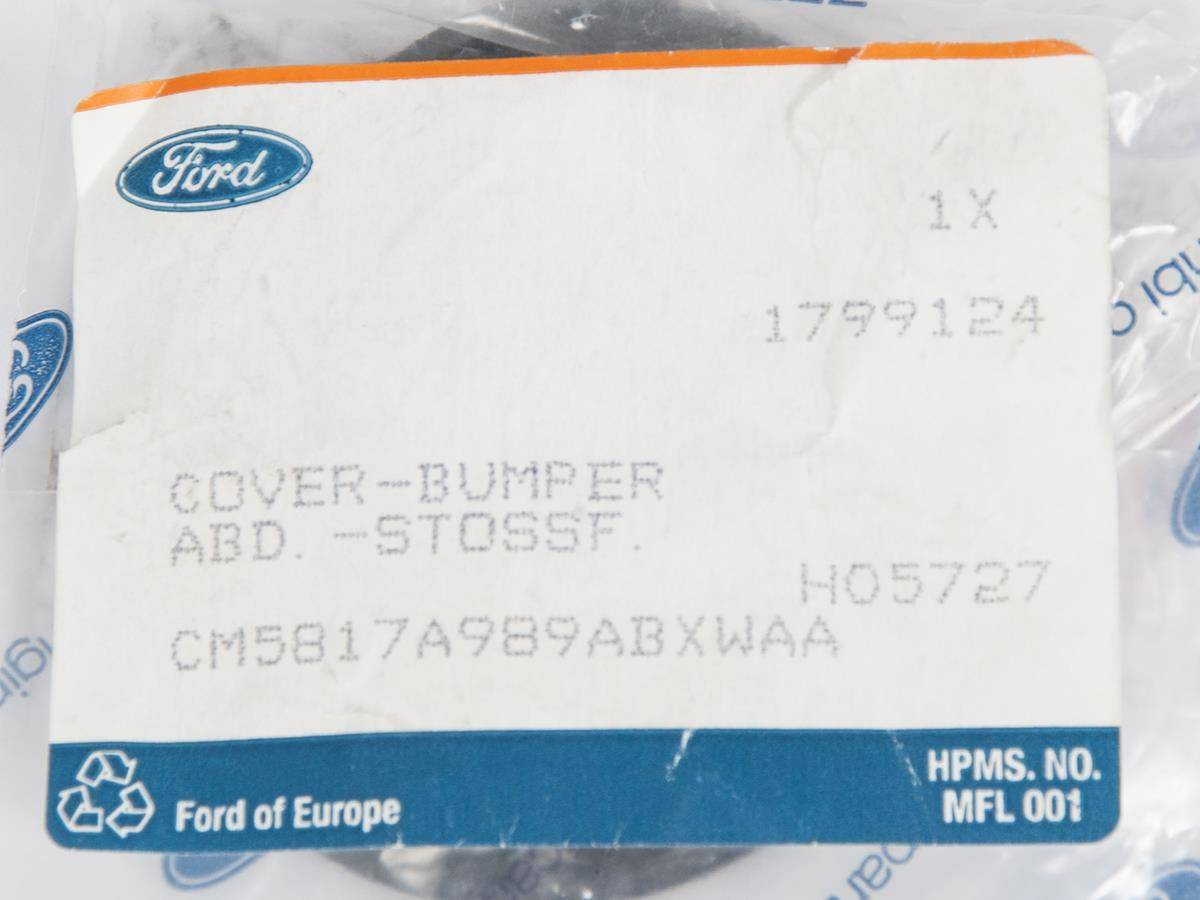 Ford
1X
1799124
COVER-BUMPER
ABD. -STOSSF.
H05727
CM5817A989ABXWAA
Ford of Europe
HPMS. NO.
MFL 001